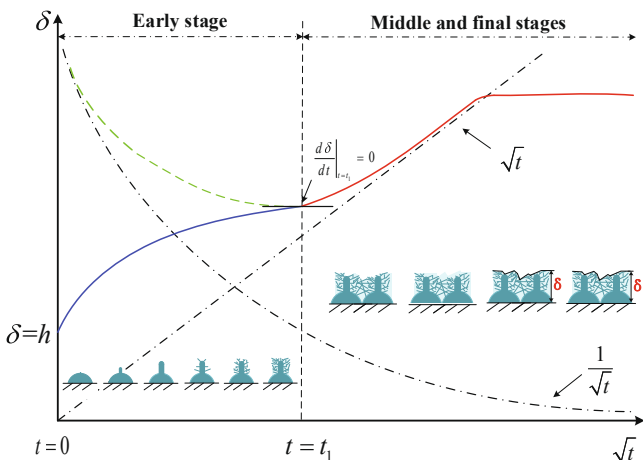 δ
Early stage
Middle and final stages
dδ/dt|ₜ₌ₜ₁ = 0
√t
δ
δ
δ=h
1/√t
t=0
t = t₁
√t